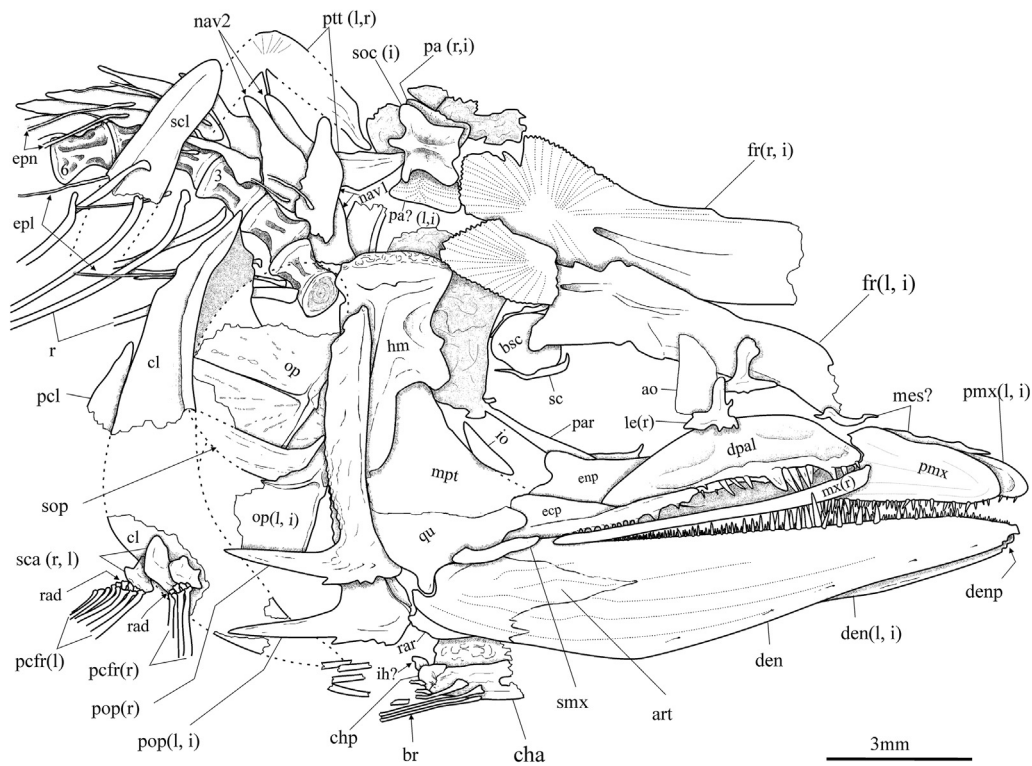 nav2
ptt (l,r)
soc (i)
pa (r,i)
epn
scl
6
3
fr(r, i)
nav1
pa? (l,i)
epl
fr(l, i)
r
cl
op
hm
bsc
pcl
sc
ao
mes?
pmx(l, i)
le(r)
par
io
dpal
pmx
sop
mpt
enp
mx(r)
op(l, i)
qu
ecp
cl
sca (r, l)
rad
rad
denp
den(l, i)
pcfr(l)
pcfr(r)
rar
den
ih?
pop(r)
smx
art
pop(l, i)
chp
br
cha
3mm